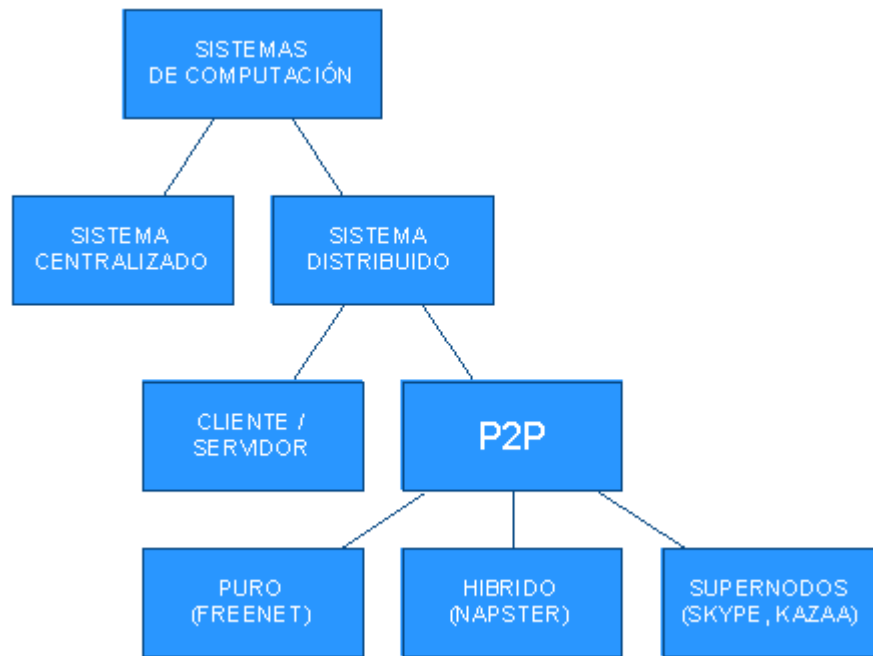 SISTEMAS
DE COMPUTACIÓN
SISTEMA
CENTRALIZADO
SISTEMA
DISTRIBUIDO
CLIENTE /
SERVIDOR
P2P
PURO
(FREENET)
HIBRIDO
(NAPSTER)
SUPERNODOS
(SKYPE, KAZAA)